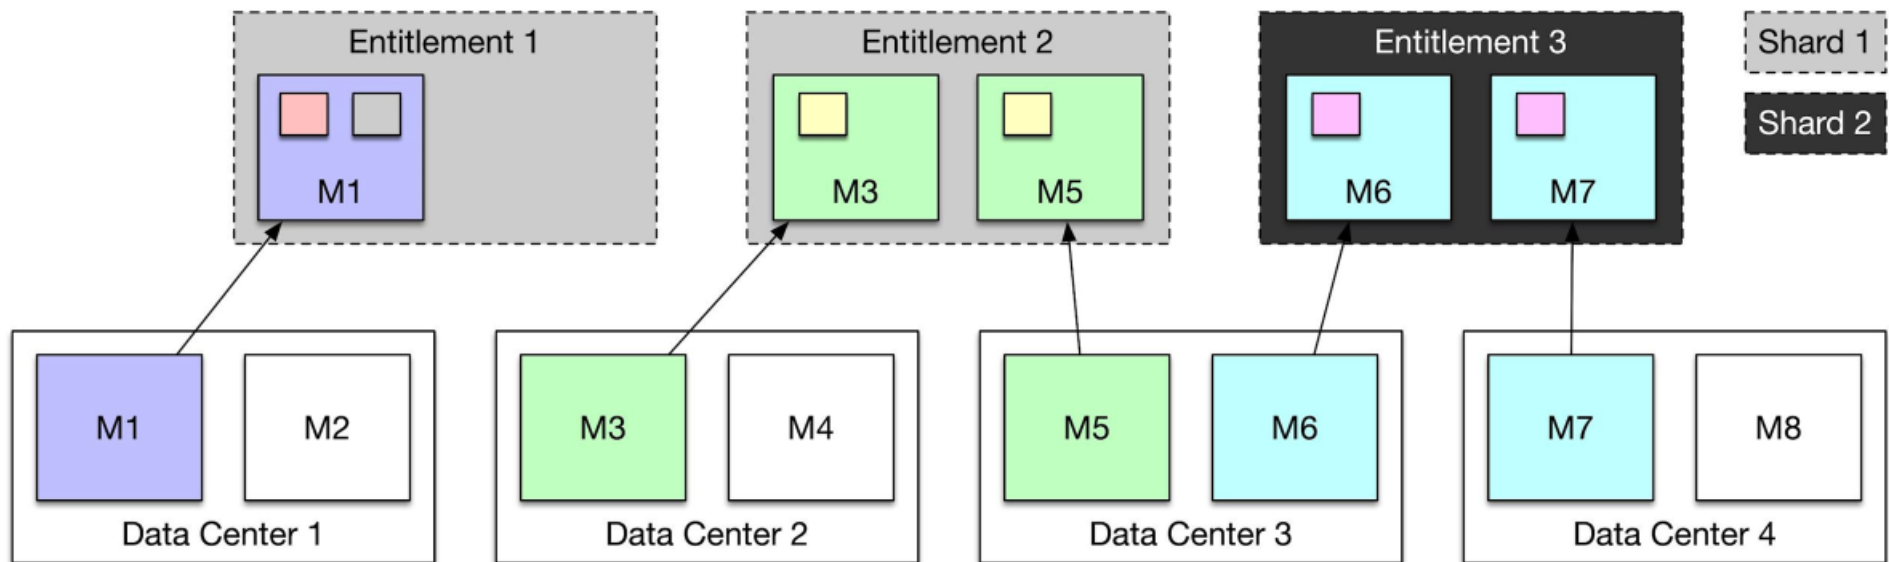 Entitlement 1
Entitlement 2
Entitlement 3
Shard 1
Shard 2
M1
M3
M5
M6
M7
M1
M2
M3
M4
M5
M6
M7
M8
Data Center 1
Data Center 2
Data Center 3
Data Center 4